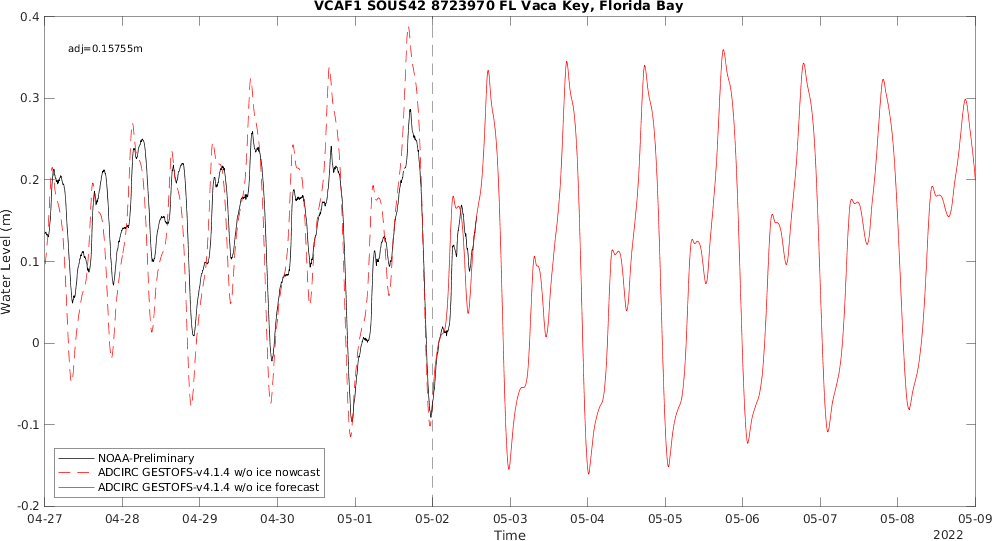 VCAF1 SOUS42 8723970 FL Vaca Key, Florida Bay
adj=0.15755m
0.4
0.3
0.2
0.1
0
-0.1
-0.2
Water Level (m)
NOAA-Preliminary
ADCIRC GESTOFS-v4.1.4 w/o ice nowcast
ADCIRC GESTOFS-v4.1.4 w/o ice forecast
04-27 04-28 04-29 04-30 05-01 05-02 05-03 05-04 05-05 05-06 05-07 05-08 05-09
Time
2022